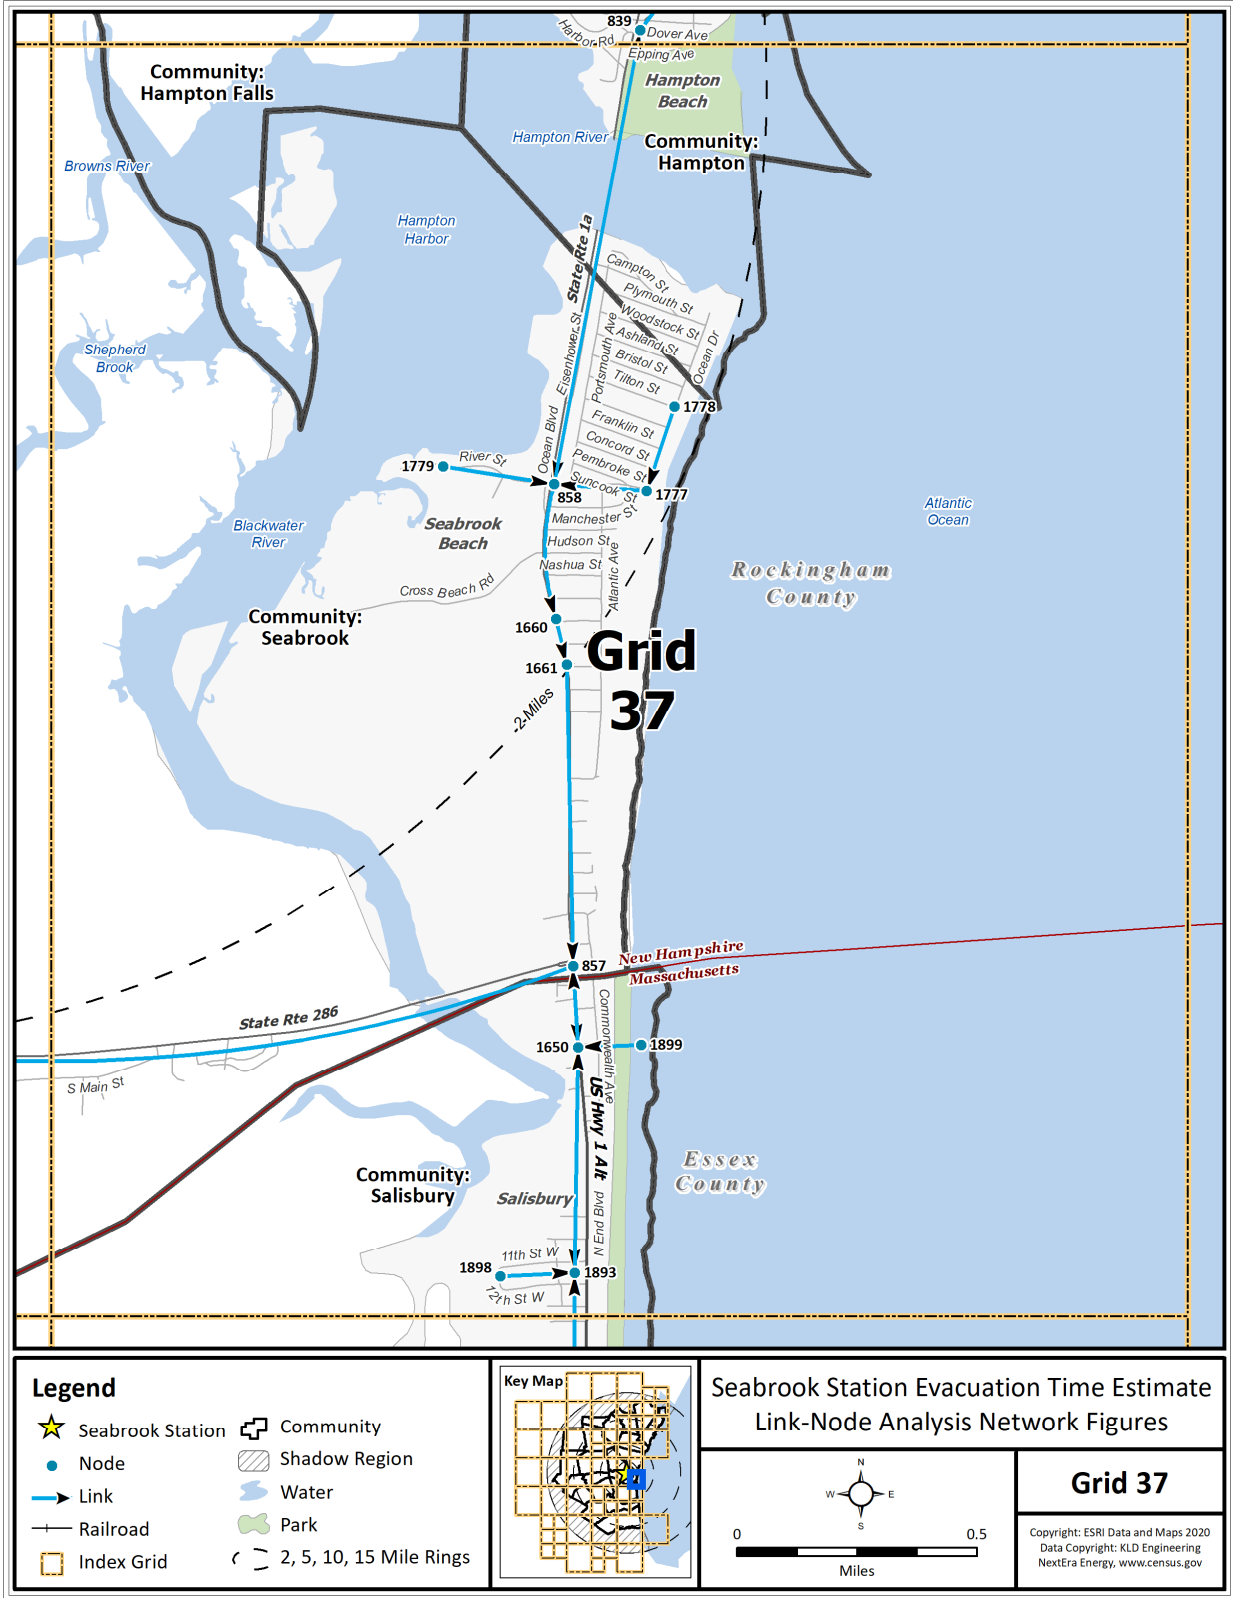 839
Harbor Rd
Dover Ave
Epping Ave
Community:
Hampton Falls
Hampton
Beach
Hampton River
Community:
Hampton
Browns River
Hampton
Harbor
State Rte 1a
Campton St
Plymouth St
Woodstock St
Ashland St
Bristol St
Tilton St
Eisenhower St
Portsmouth Ave
Ocean Dr
Shepherd
Brook
1778
Franklin St
Concord St
Pembroke St
Suncook St
Ocean Blvd
River St
1779
858
1777
Manchester St
Atlantic
Ocean
Blackwater
River
Seabrook
Beach
Hudson St
Nashua St
Atlantic Ave
Cross Beach Rd
Rockingham
County
Community:
Seabrook
1660
1661
Grid
37
2 Miles
857
New Hampshire
Massachusetts
State Rte 286
Commonwealth Ave
1650
1899
S Main St
US Hwy 1 Alt
Essex
County
Community:
Salisbury
Salisbury
N End Blvd
11th St W
1898
1893
12th St W
Legend
Seabrook Station
Node
Link
Railroad
Index Grid
Community
Shadow Region
Water
Park
2, 5, 10, 15 Mile Rings
Key Map
Seabrook Station Evacuation Time Estimate
Link-Node Analysis Network Figures
N
W
E
S
0
0.5
Miles
Grid 37
Copyright: ESRI Data and Maps 2020
Data Copyright: KLD Engineering
NextEra Energy, www.census.gov